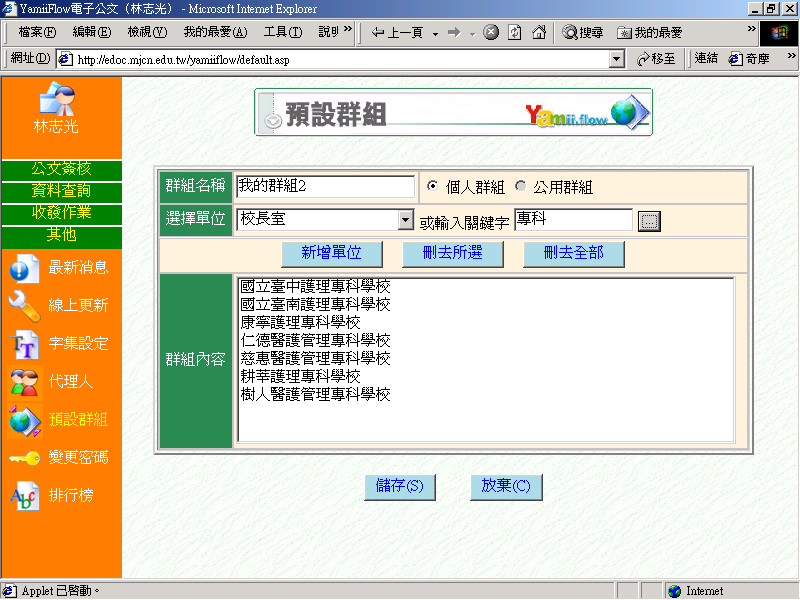 YamiiFlow電子公文（林志光） - Microsoft Internet Explorer
檔案(F) 編輯(E) 檢視(V) 我的最愛(A) 工具(T) 說明 » 上一頁 搜尋 我的最愛 »
網址(D) http://edoc.mjcn.edu.tw/yamiiflow/default.asp 移至 連結 奇摩 »
林志光
公文簽核
資料查詢
收發作業
其他
最新消息
線上更新
字集設定
代理人
預設群組
變更密碼
排行榜
預設群組 Yamii.flow
群組名稱 我的群組2 個人群組 公用群組
選擇單位 校長室 或輸入關鍵字 專科 ...
新增單位 刪去所選 刪去全部
群組內容
國立臺中護理專科學校
國立臺南護理專科學校
康寧護理專科學校
仁德醫護管理專科學校
慈惠醫護管理專科學校
耕莘護理專科學校
樹人醫護管理專科學校
儲存(S) 放棄(C)
Applet 已啓動。 Internet